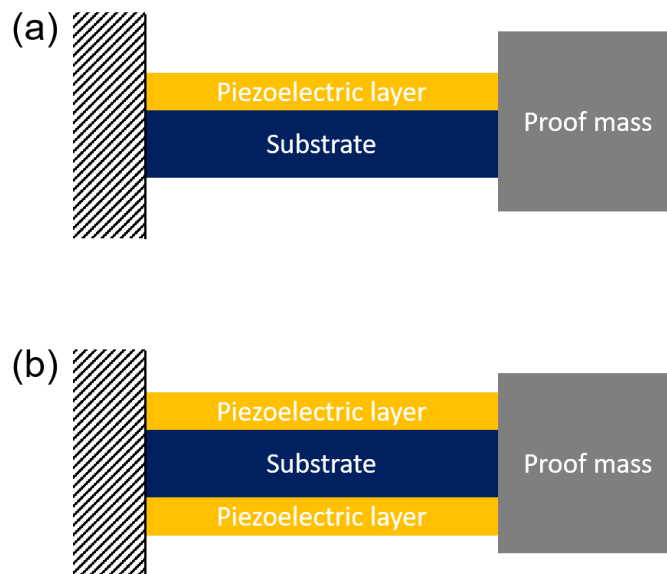 (a)
Piezoelectric layer
Substrate
Proof mass
(b)
Piezoelectric layer
Substrate
Proof mass
Piezoelectric layer